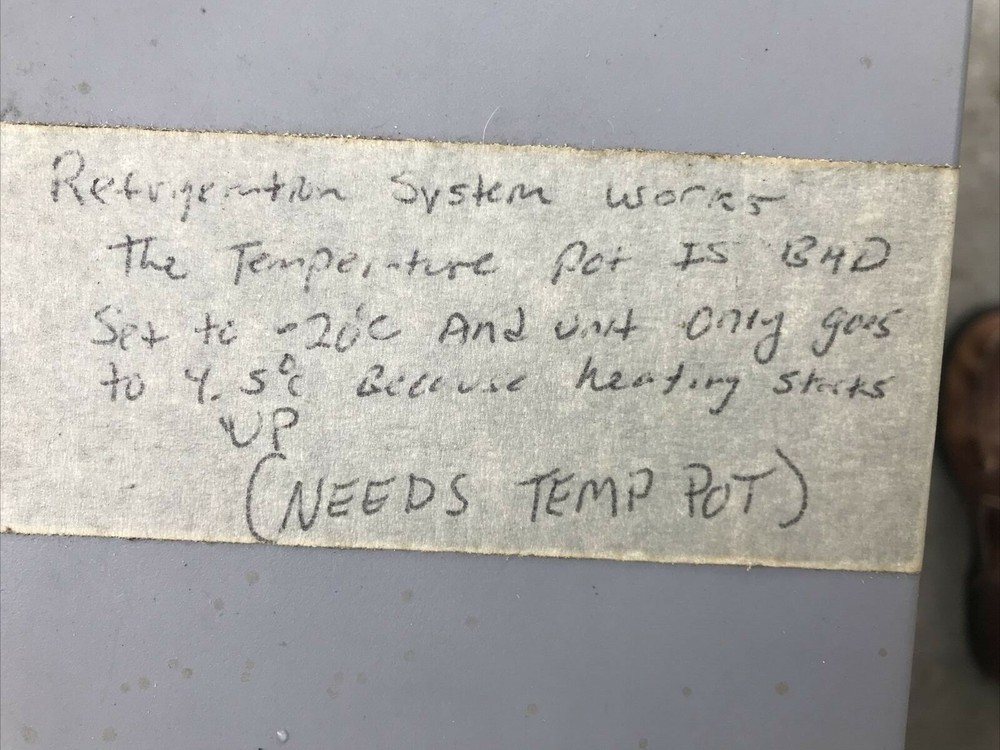 Refrigeration System works
The Temperature Pot IS BAD
Set to -20°C And unit only goes
to 4.5°C Because heating starts
UP
(NEEDS TEMP POT)